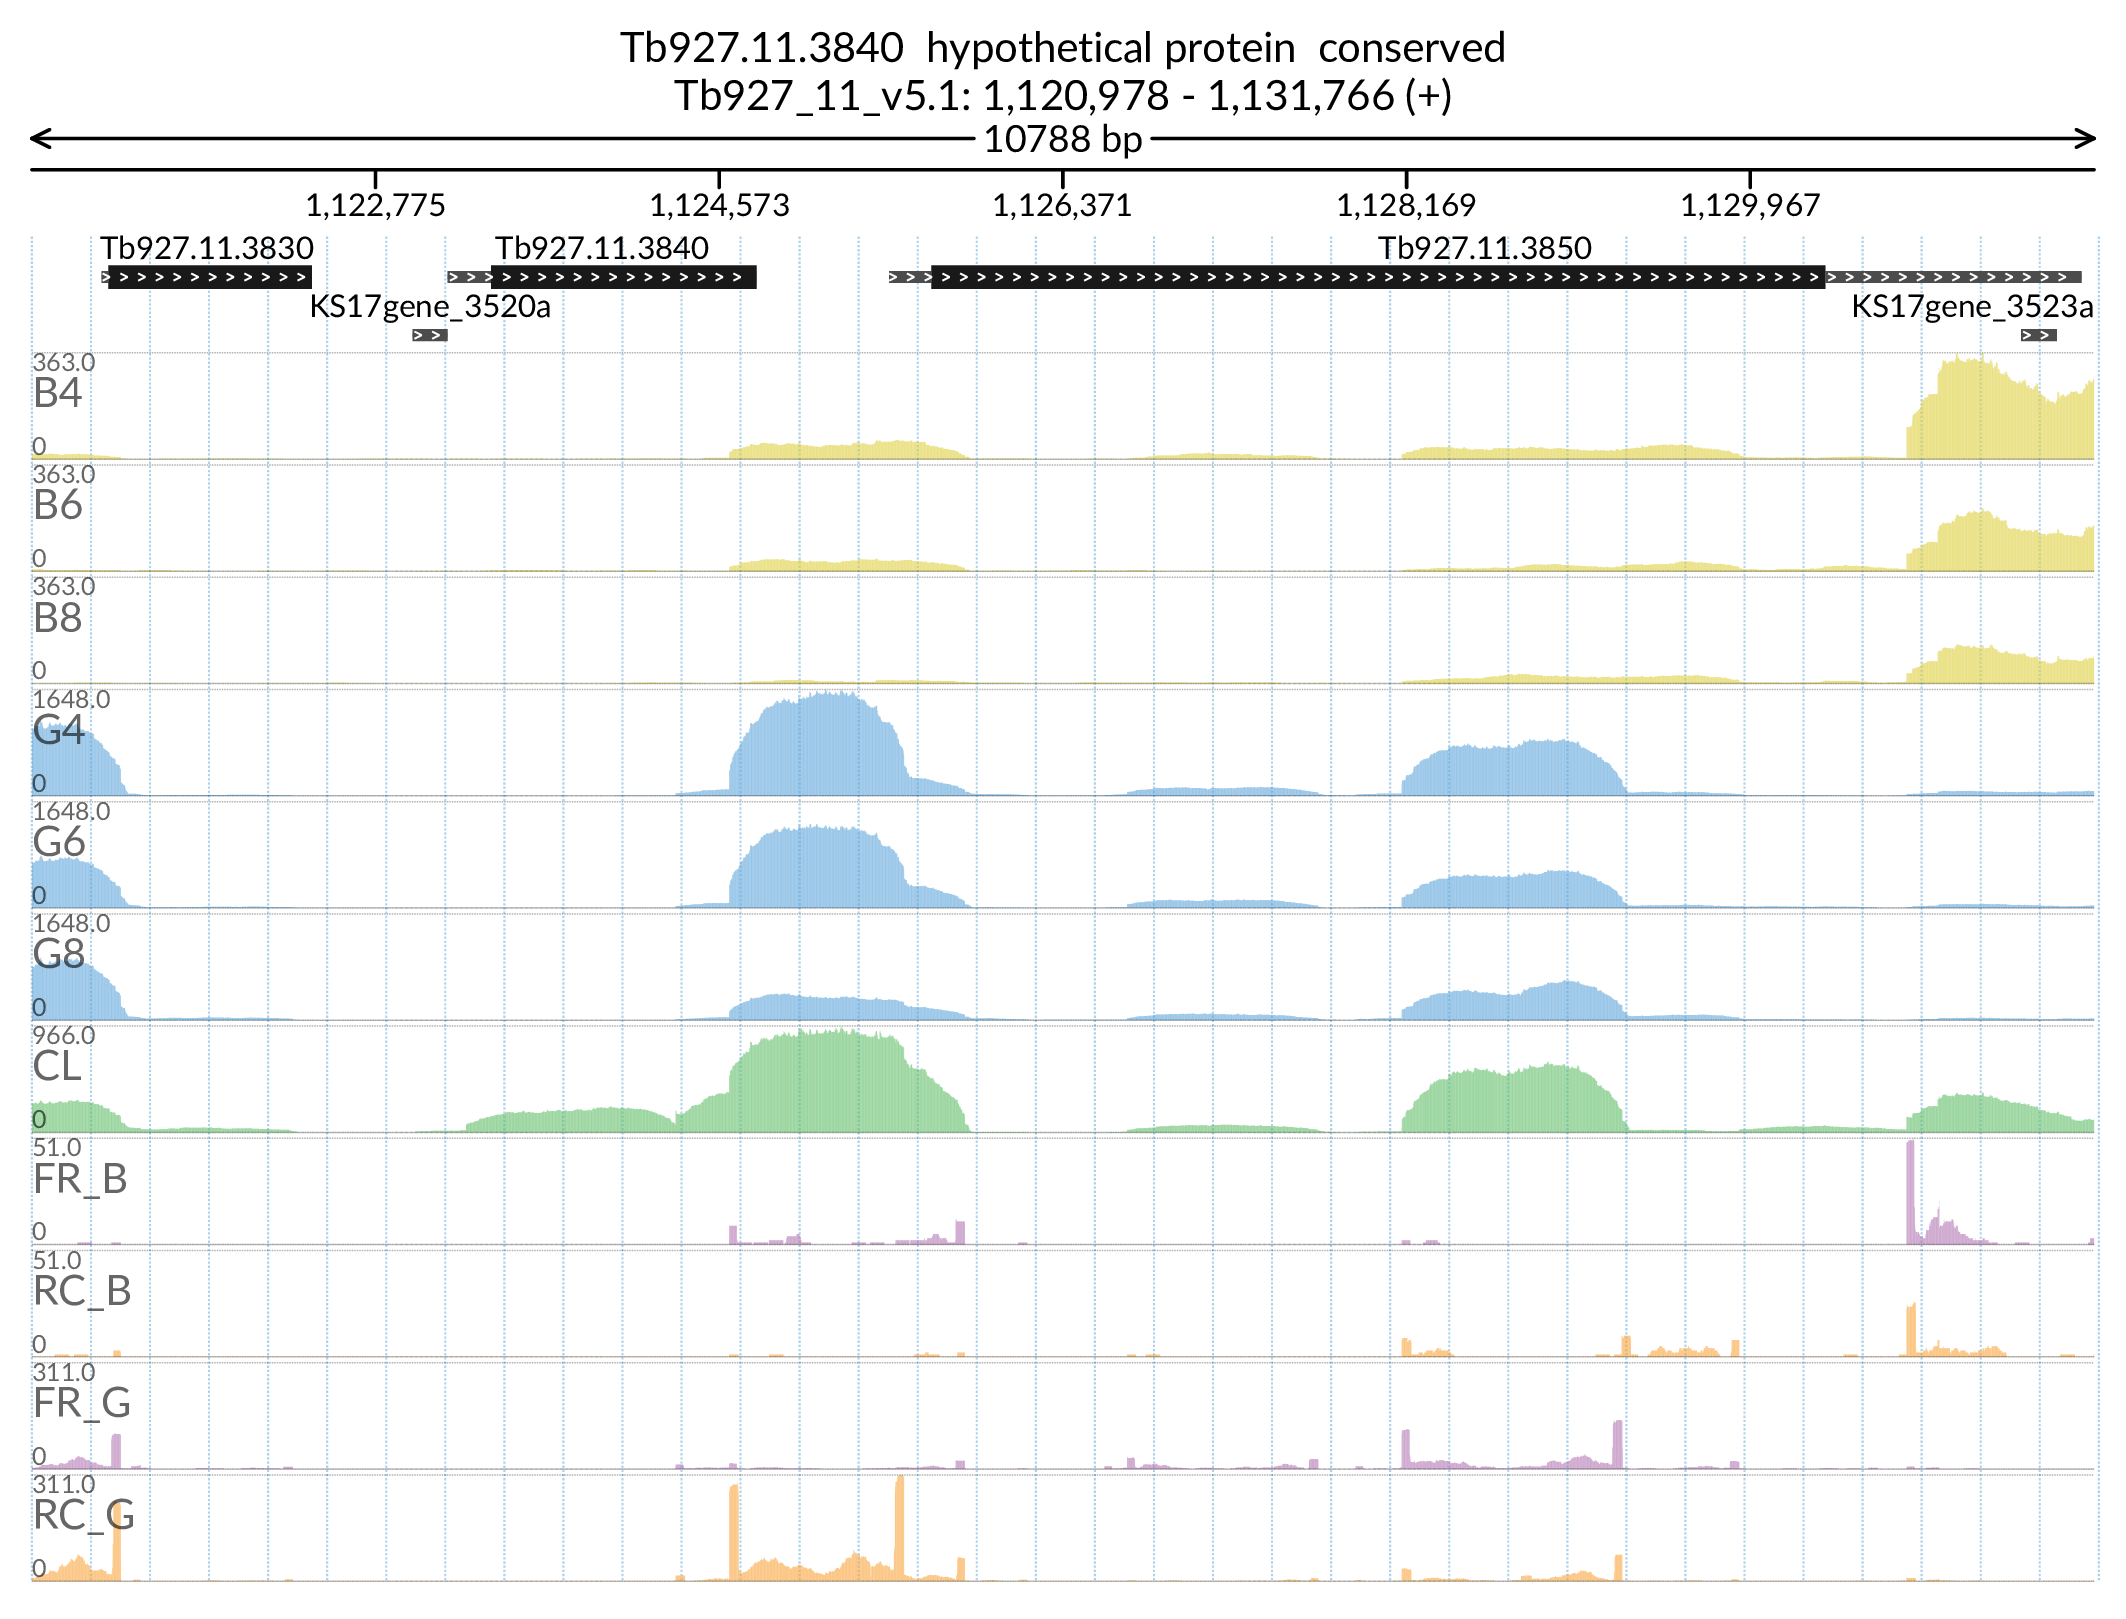 Tb927.11.3840  hypothetical protein  conserved
Tb927_11_v5.1: 1,120,978 - 1,131,766 (+)
10788 bp
1,122,775 1,124,573 1,126,371 1,128,169 1,129,967
Tb927.11.3830 Tb927.11.3840 Tb927.11.3850
KS17gene_3520a KS17gene_3523a
363.0
B4
0
363.0
B6
0
363.0
B8
0
1648.0
G4
0
1648.0
G6
0
1648.0
G8
0
966.0
CL
0
51.0
FR_B
0
51.0
RC_B
0
311.0
FR_G
0
311.0
RC_G
0